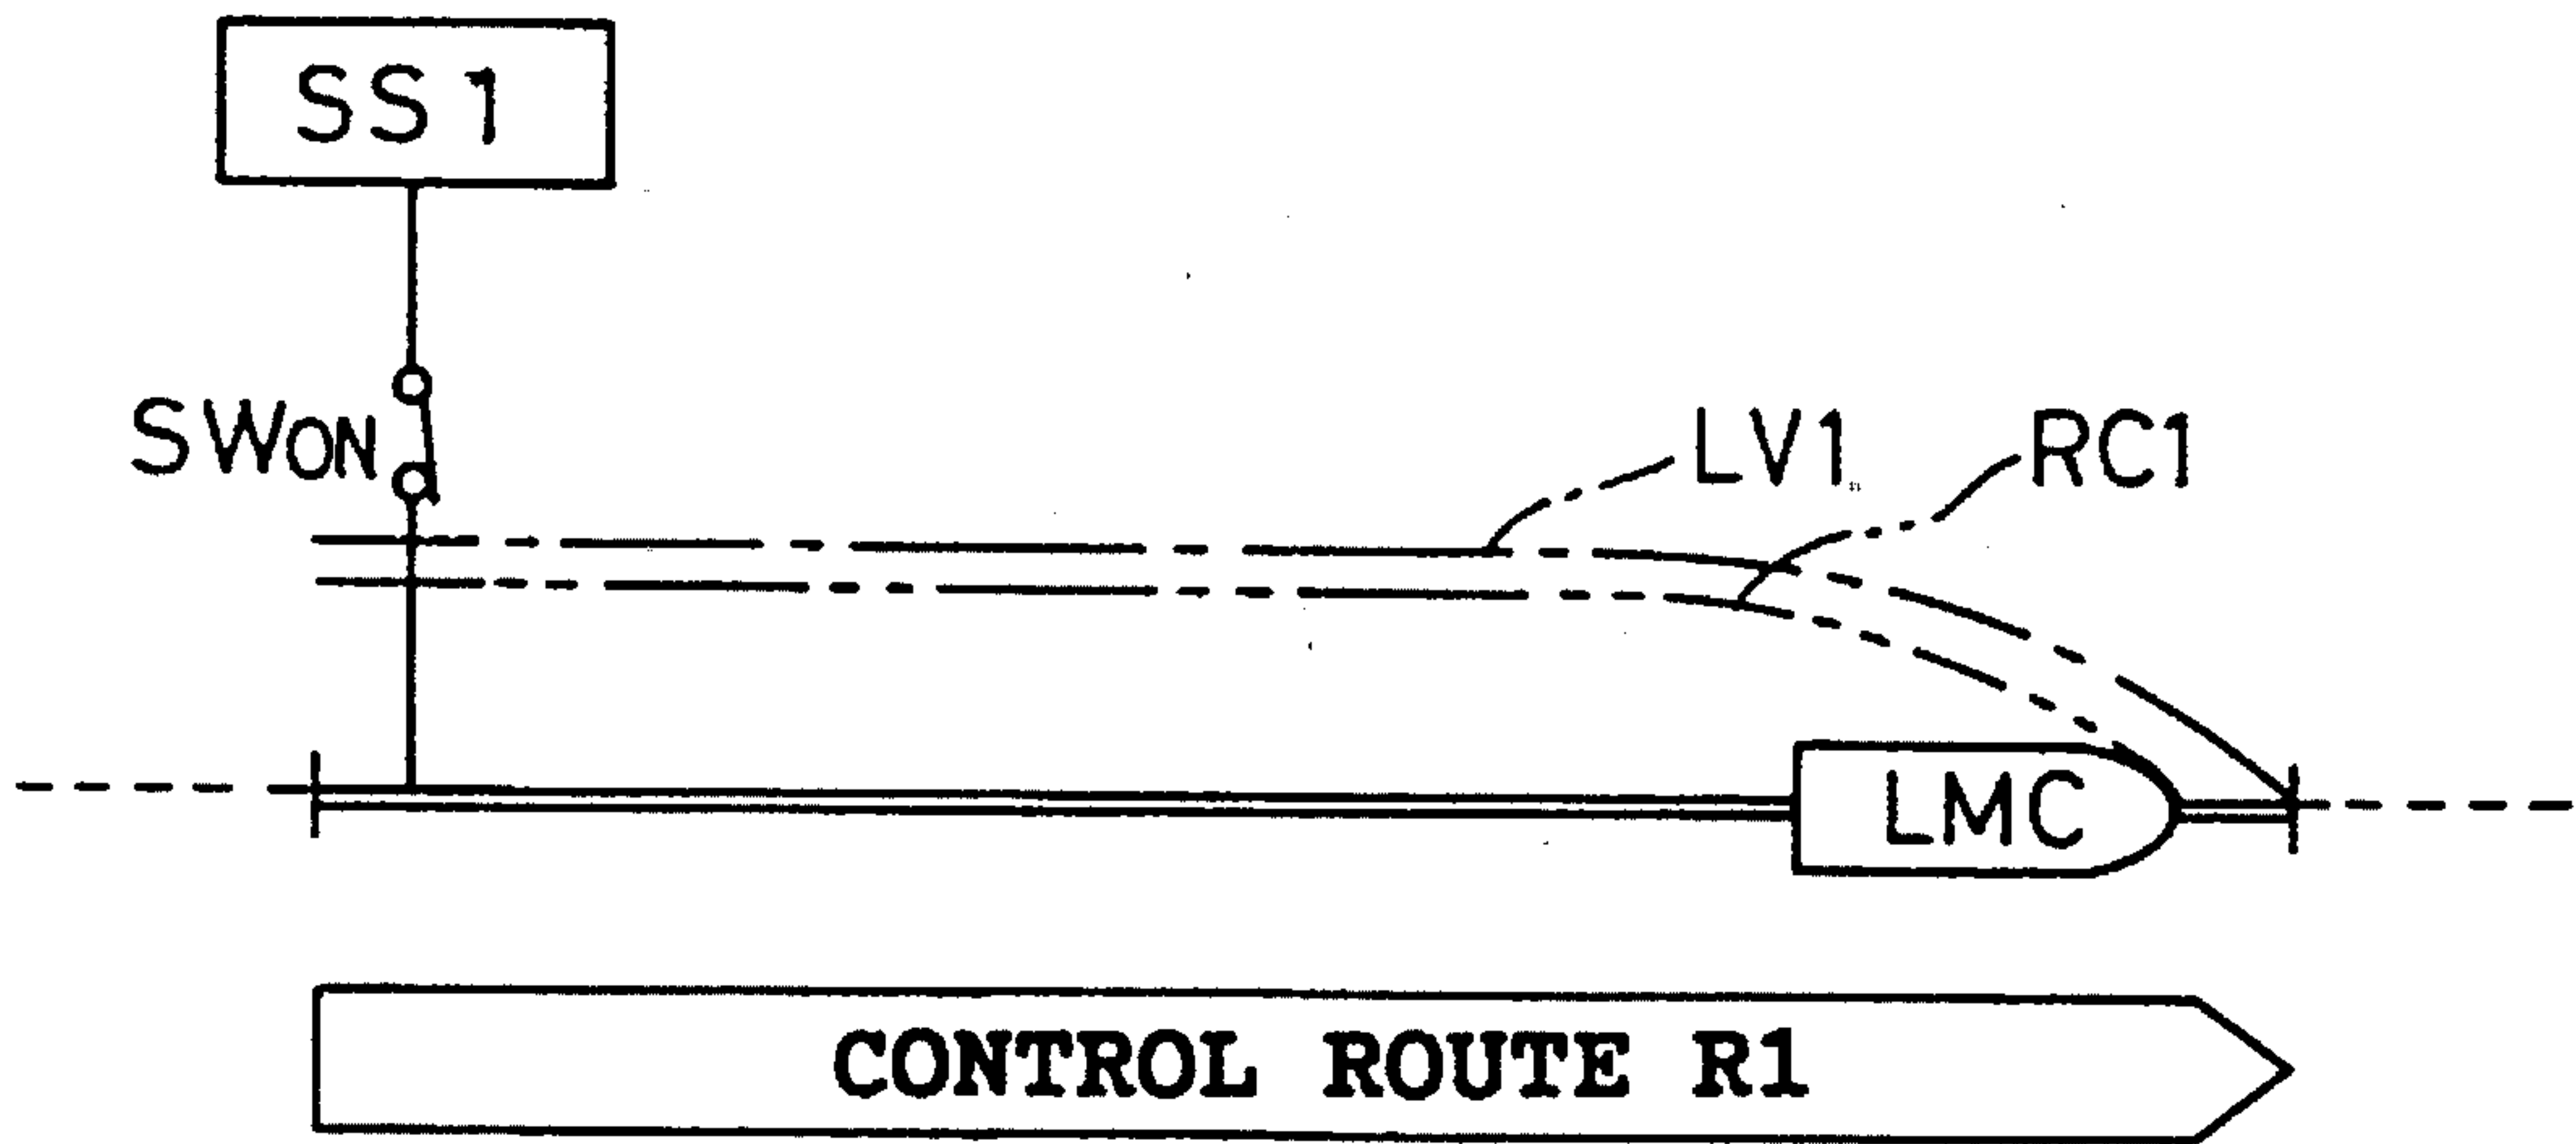 SS1
SWON
LV1
RC1
LMC
CONTROL ROUTE R1